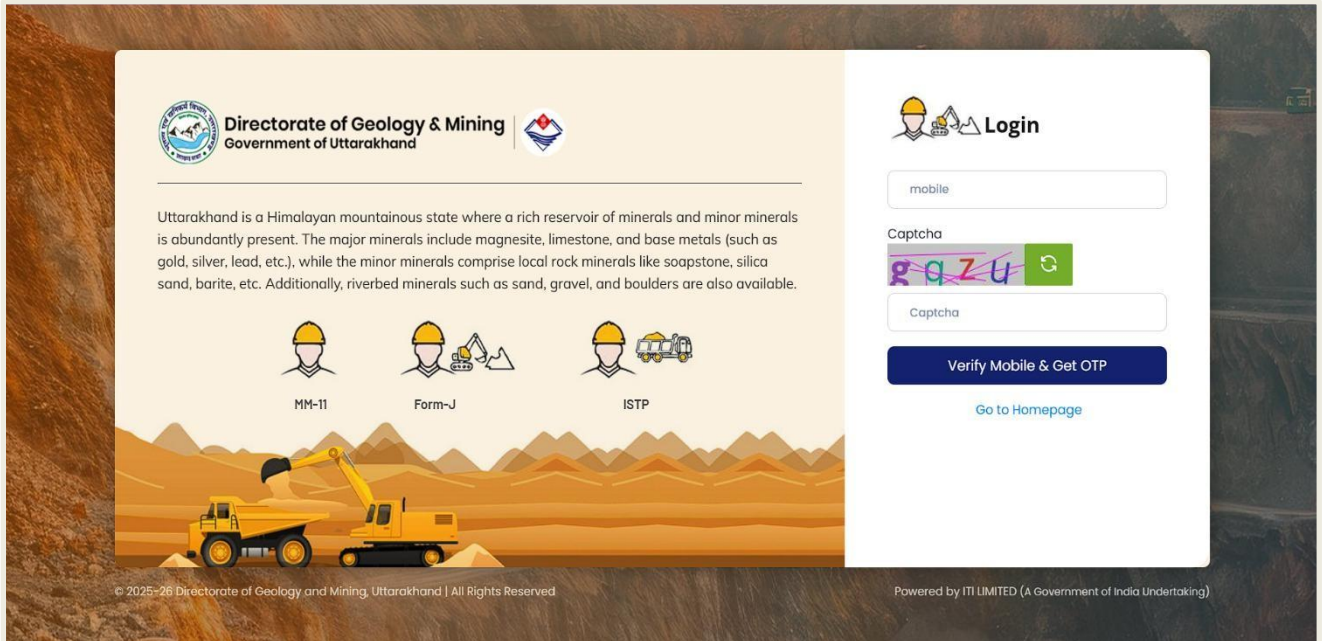 Directorate of Geology & Mining
Government of Uttarakhand
Uttarakhand is a Himalayan mountainous state where a rich reservoir of minerals and minor minerals
is abundantly present. The major minerals include magnesite, limestone, and base metals (such as
gold, silver, lead, etc.), while the minor minerals comprise local rock minerals like soapstone, silica
sand, barite, etc. Additionally, riverbed minerals such as sand, gravel, and boulders are also available.
MM-11 Form-J ISTP
Login
mobile
Captcha
g q z u
Captcha
Verify Mobile & Get OTP
Go to Homepage
© 2025-26 Directorate of Geology and Mining, Uttarakhand | All Rights Reserved
Powered by ITI LIMITED (A Government of India Undertaking)